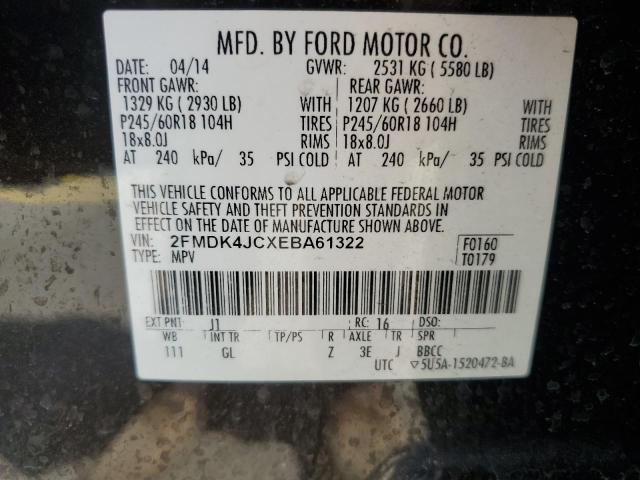 MFD. BY FORD MOTOR CO.
DATE: 04/14 GVWR: 2531 KG ( 5580 LB)
FRONT GAWR: REAR GAWR:
1329 KG ( 2930 LB) WITH 1207 KG ( 2660 LB) WITH
P245/60R18 104H TIRES P245/60R18 104H TIRES
18x8.0J RIMS 18x8.0J RIMS
AT 240 kPa/ 35 PSI COLD AT 240 kPa/ 35 PSI COLD
THIS VEHICLE CONFORMS TO ALL APPLICABLE FEDERAL MOTOR
VEHICLE SAFETY AND THEFT PREVENTION STANDARDS IN
EFFECT ON THE DATE OF MANUFACTURE SHOWN ABOVE.
VIN: 2FMDK4JCXEBA61322 F0160
TYPE: MPV T0179
EXT PNT: J1 RC: 16 DSO:
WB INT TR TP/PS R AXLE TR SPR
111 GL Z 3E J BBCC
UTC ▽5U5A-1520472-BA